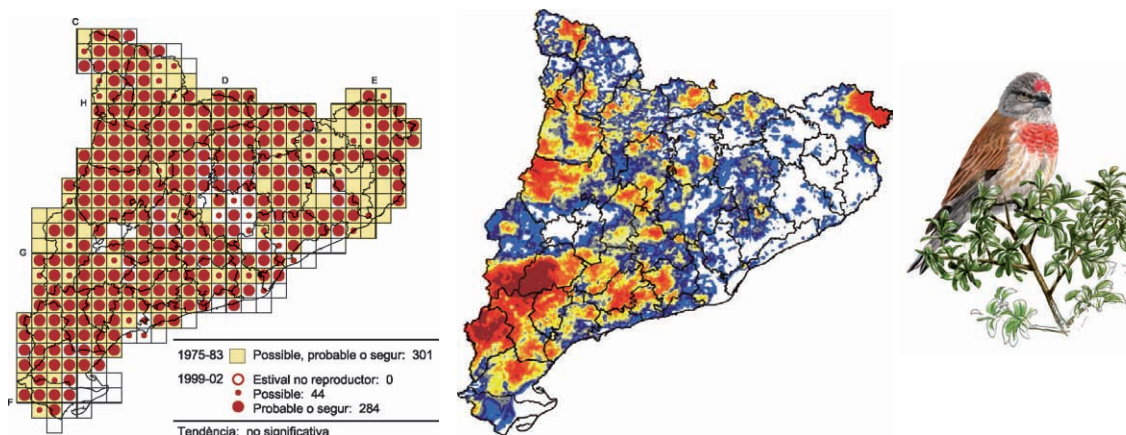 C
D
E
H
G
F
1975-83 Possible, probable o segur: 301
1999-02 Estival no reproductor: 0
Possible: 44
Probable o segur: 284
Tendència: no significativa